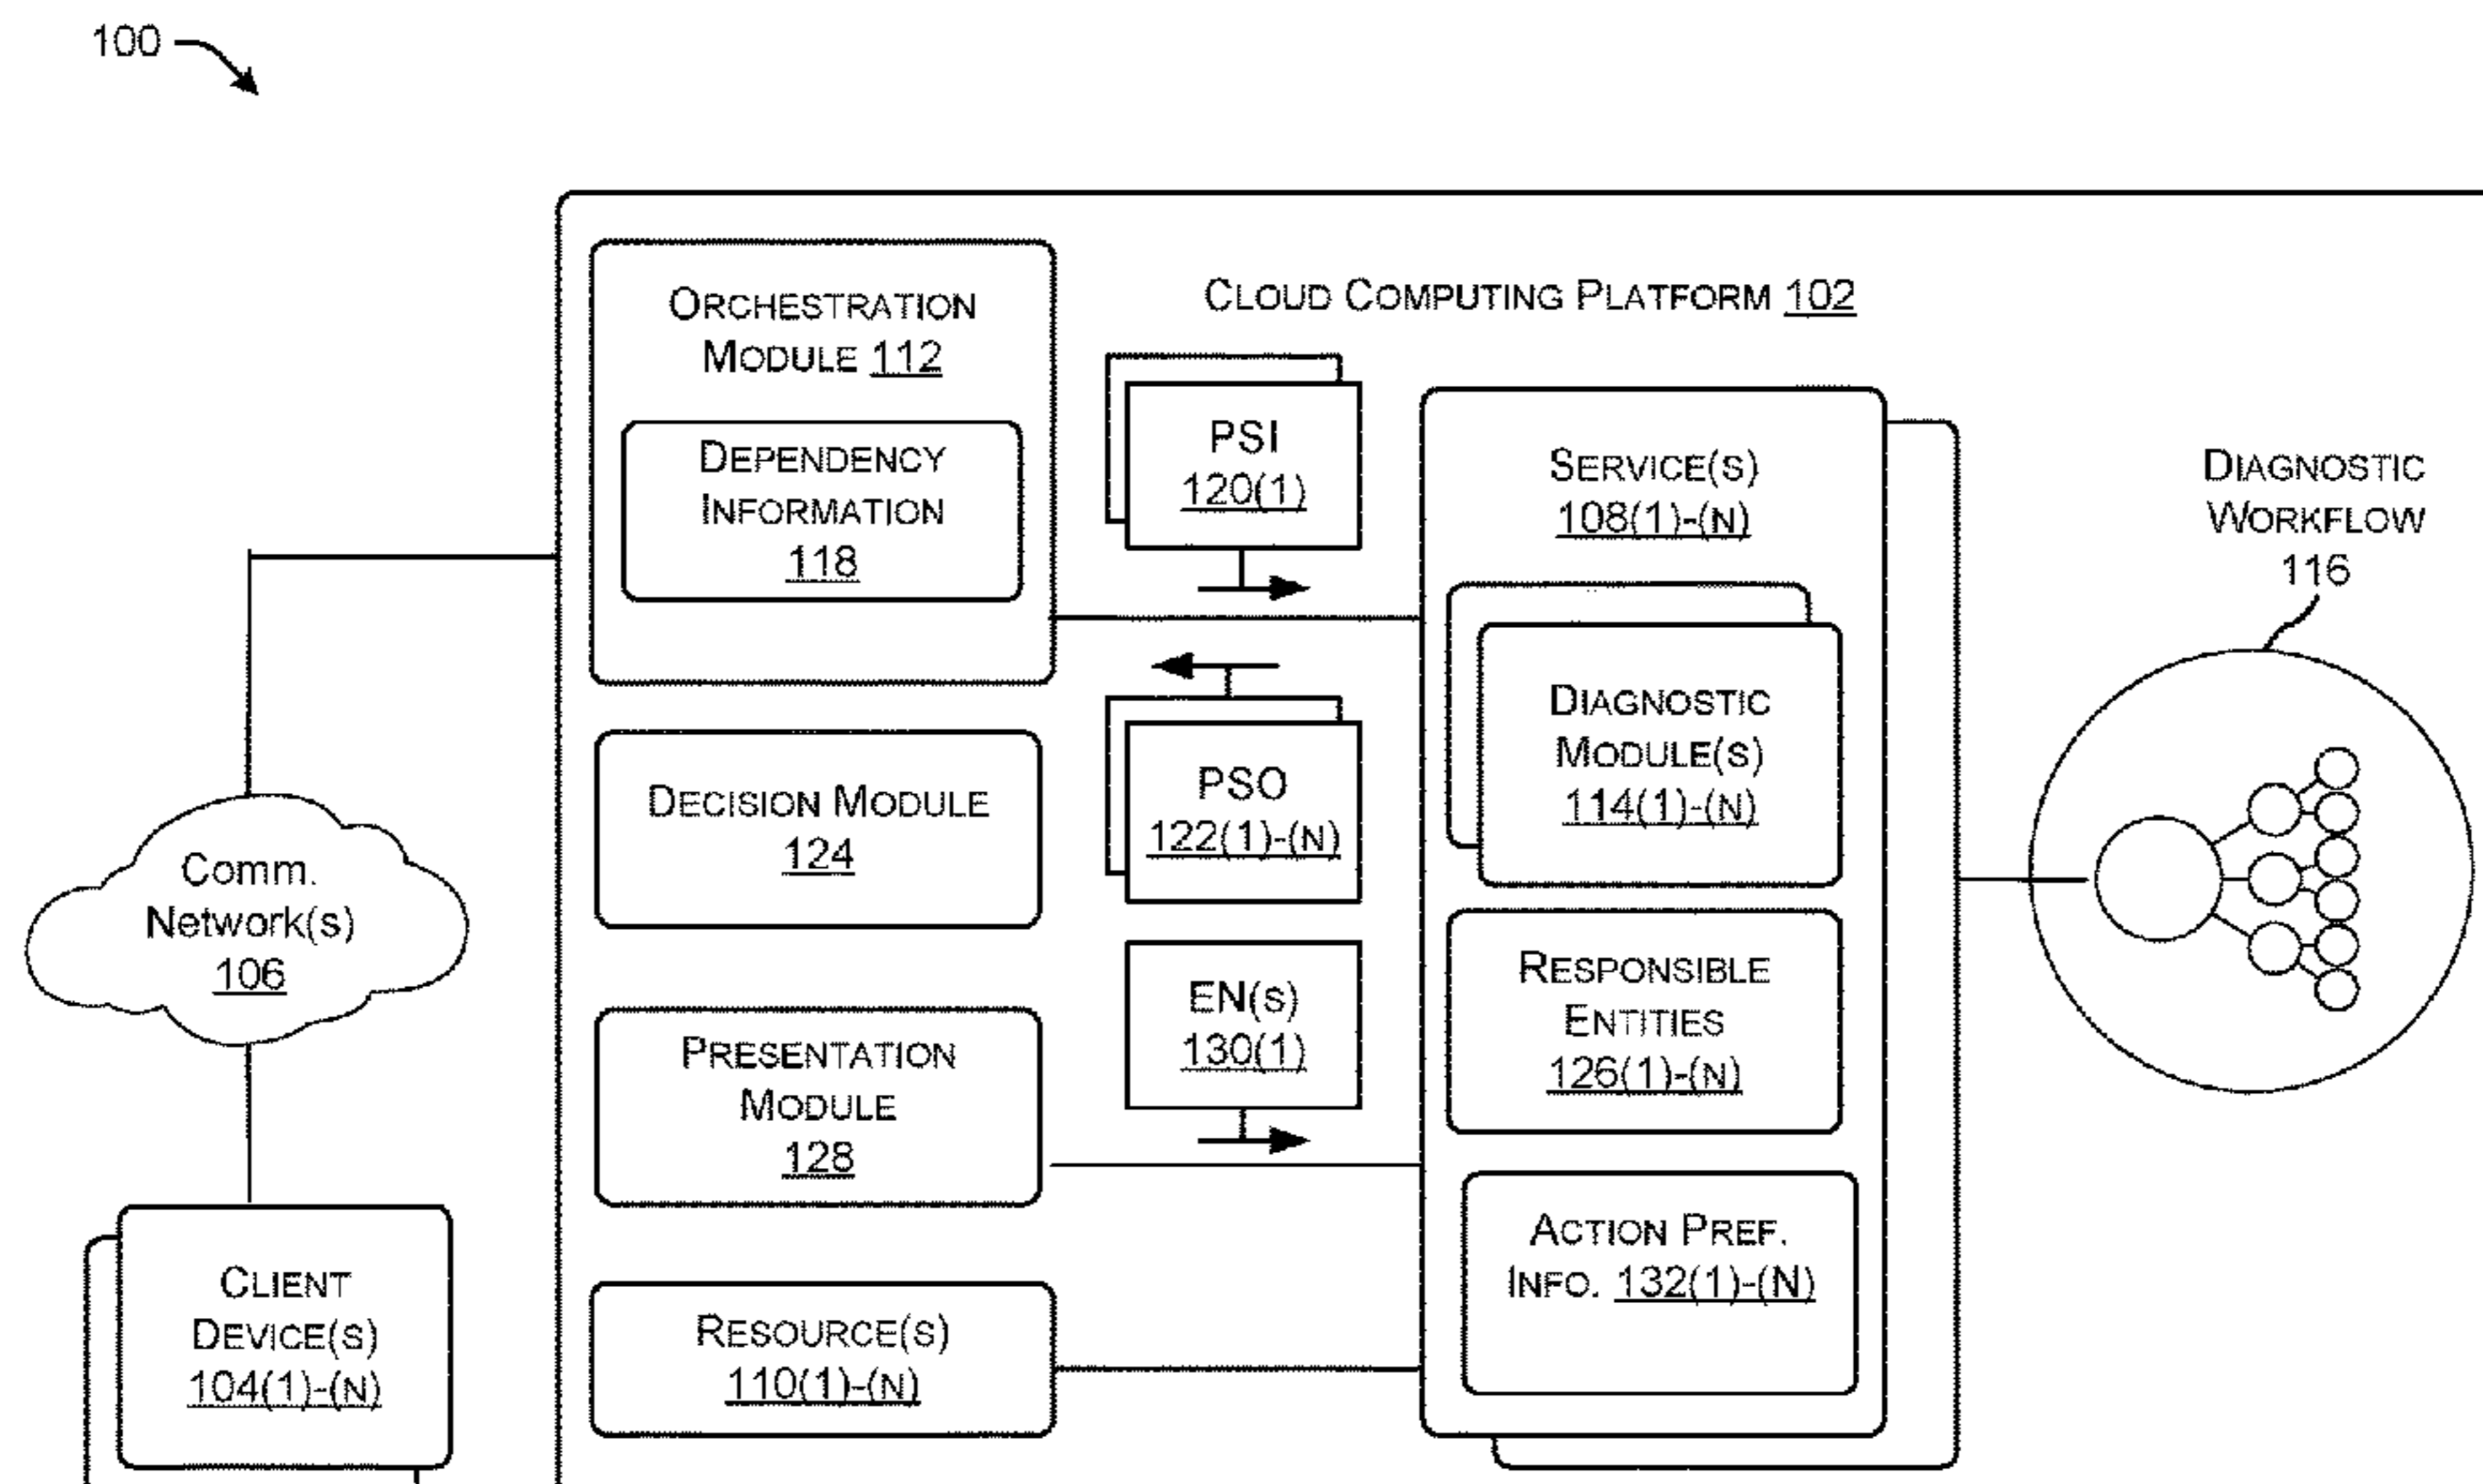 100
CLOUD COMPUTING PLATFORM 102
ORCHESTRATION
MODULE 112
DEPENDENCY
INFORMATION
118
PSI
120(1)
SERVICE(S)
108(1)-(N)
DIAGNOSTIC
WORKFLOW
116
DIAGNOSTIC
MODULE(S)
114(1)-(N)
DECISION MODULE
124
PSO
122(1)-(N)
Comm.
Network(s)
106
RESPONSIBLE
ENTITIES
126(1)-(N)
EN(S)
130(1)
PRESENTATION
MODULE
128
ACTION PREF.
INFO. 132(1)-(N)
CLIENT
DEVICE(S)
104(1)-(N)
RESOURCE(S)
110(1)-(N)